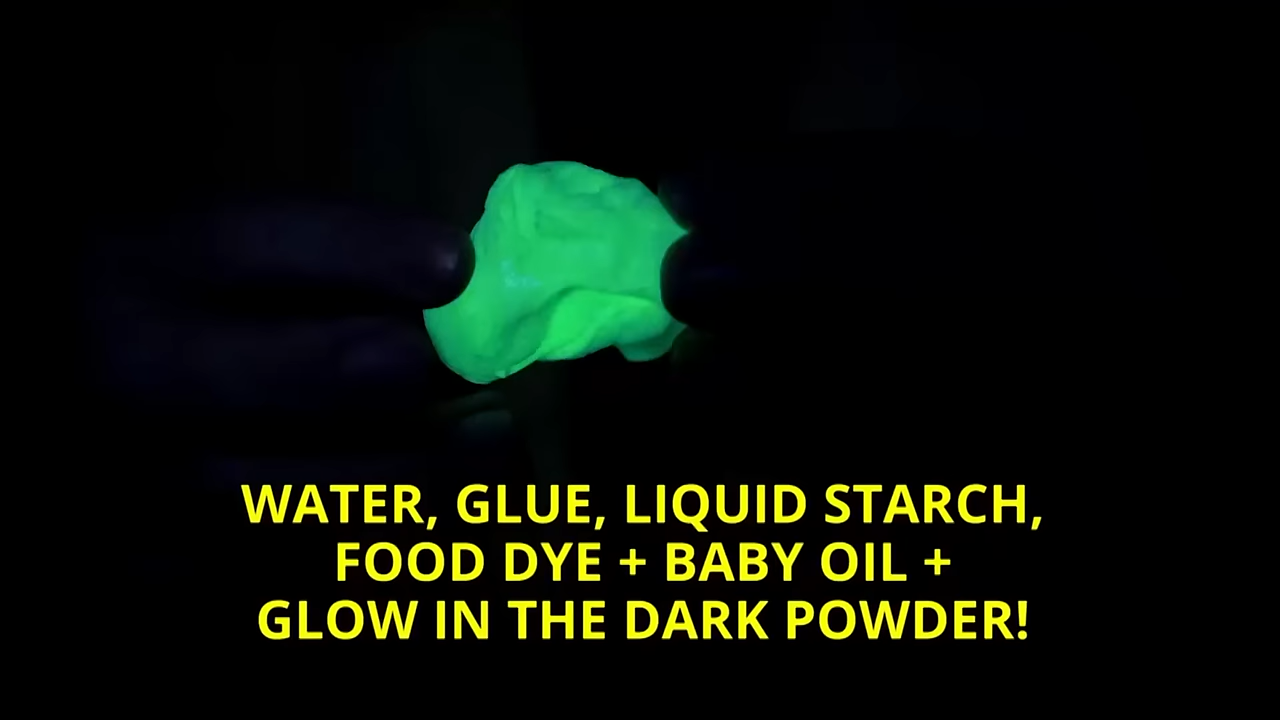 WATER, GLUE, LIQUID STARCH,
FOOD DYE + BABY OIL +
GLOW IN THE DARK POWDER!